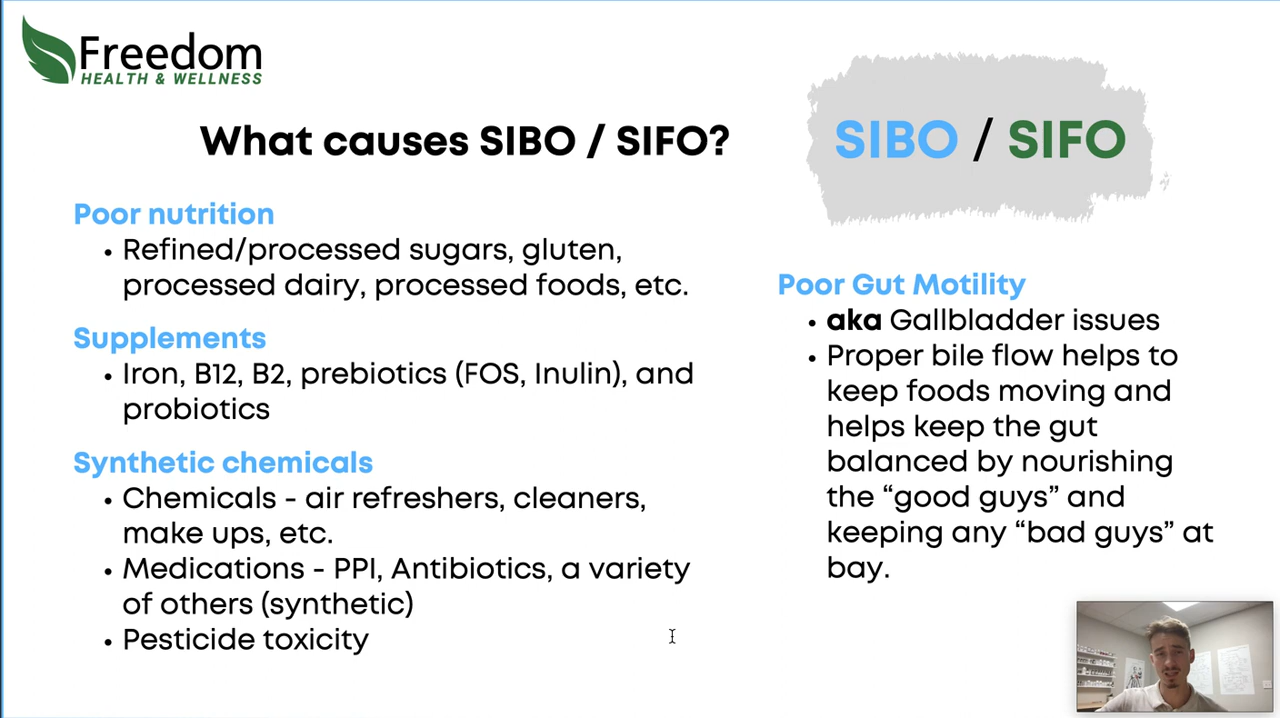 Freedom
HEALTH & WELLNESS
What causes SIBO / SIFO?
SIBO / SIFO
Poor nutrition
• Refined/processed sugars, gluten,
processed dairy, processed foods, etc.
Supplements
• Iron, B12, B2, prebiotics (FOS, Inulin), and
probiotics
Synthetic chemicals
• Chemicals - air refreshers, cleaners,
make ups, etc.
• Medications - PPI, Antibiotics, a variety
of others (synthetic)
• Pesticide toxicity
Poor Gut Motility
• aka Gallbladder issues
• Proper bile flow helps to
keep foods moving and
helps keep the gut
balanced by nourishing
the “good guys” and
keeping any “bad guys” at
bay.